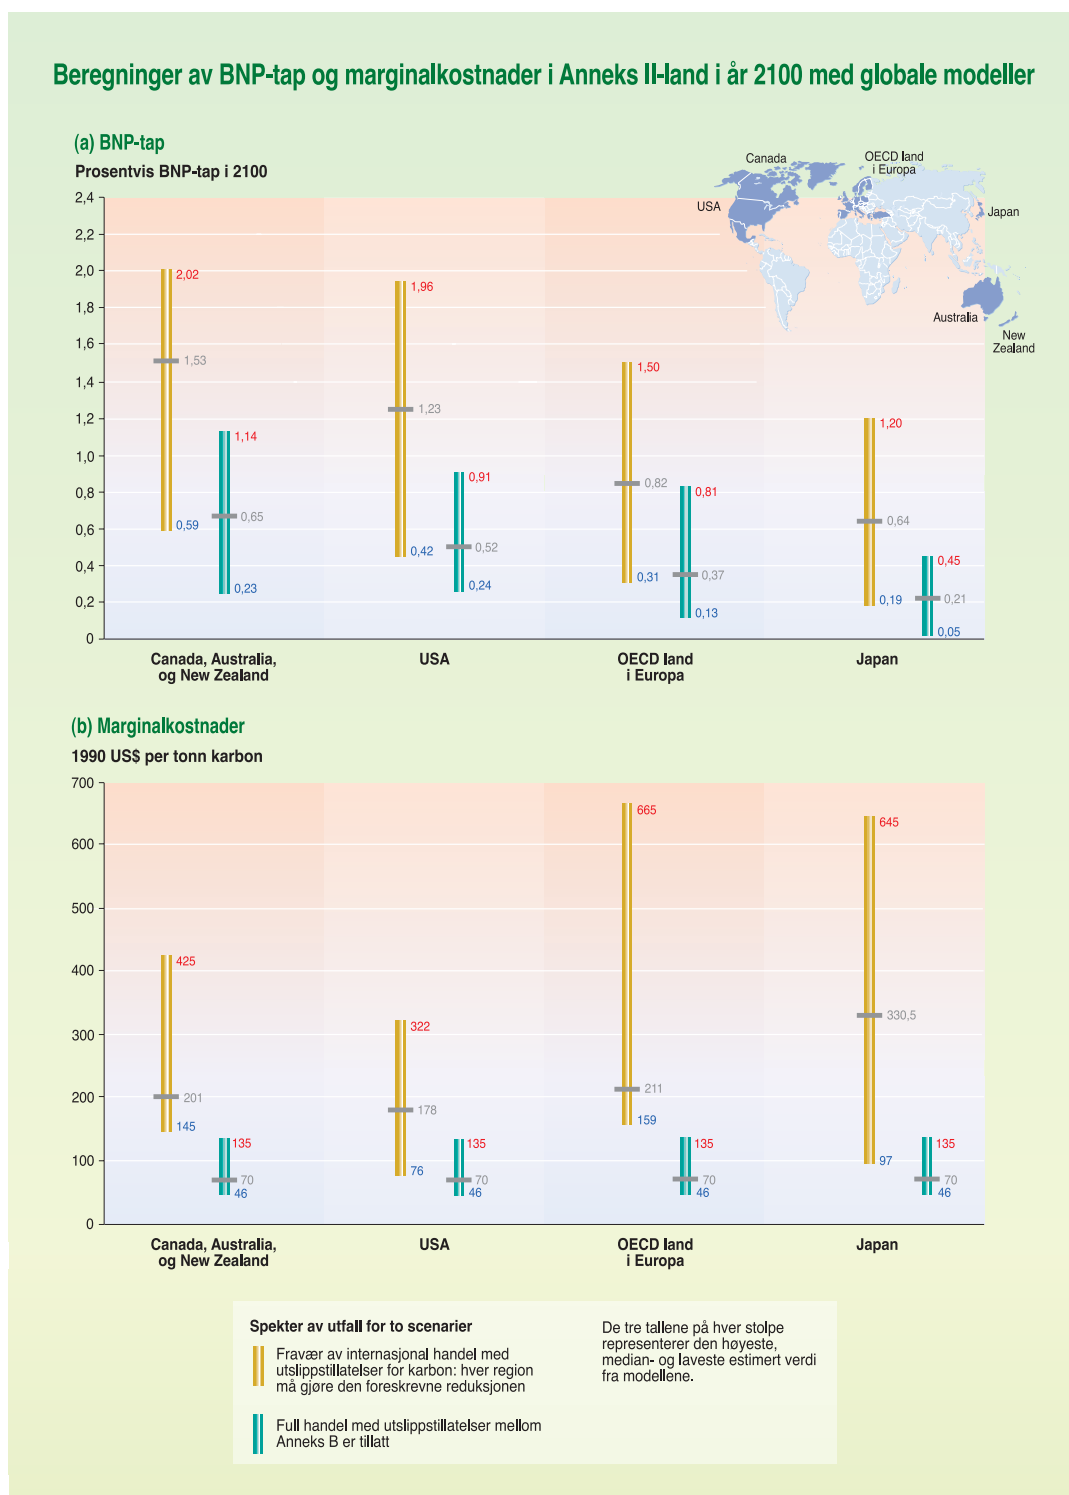 Beregninger av BNP-tap og marginalkostnader i Anneks II-land i år 2100 med globale modeller
(a) BNP-tap
Prosentvis BNP-tap i 2100
Canada
OECD land
i Europa
USA
Japan
Australia
New
Zealand
2,4
2,2
2,0
1,8
1,6
1,4
1,2
1,0
0,8
0,6
0,4
0,2
0
2,02
1,53
0,59
1,14
0,65
0,23
1,96
1,23
0,42
0,91
0,52
0,24
1,50
0,82
0,31
0,81
0,37
0,13
1,20
0,64
0,19
0,45
0,21
0,05
Canada, Australia,
og New Zealand
USA
OECD land
i Europa
Japan
(b) Marginalkostnader
1990 US$ per tonn karbon
700
600
500
400
300
200
100
0
425
201
145
135
70
46
322
178
76
135
70
46
665
211
159
135
70
46
645
330,5
97
135
70
46
Canada, Australia,
og New Zealand
USA
OECD land
i Europa
Japan
Spekter av utfall for to scenarier
Fravær av internasjonal handel med
utslippstillatelser for karbon: hver region
må gjøre den foreskrevne reduksjonen
Full handel med utslippstillatelser mellom
Anneks B er tillatt
De tre tallene på hver stolpe
representerer den høyeste,
median- og laveste estimert verdi
fra modellene.